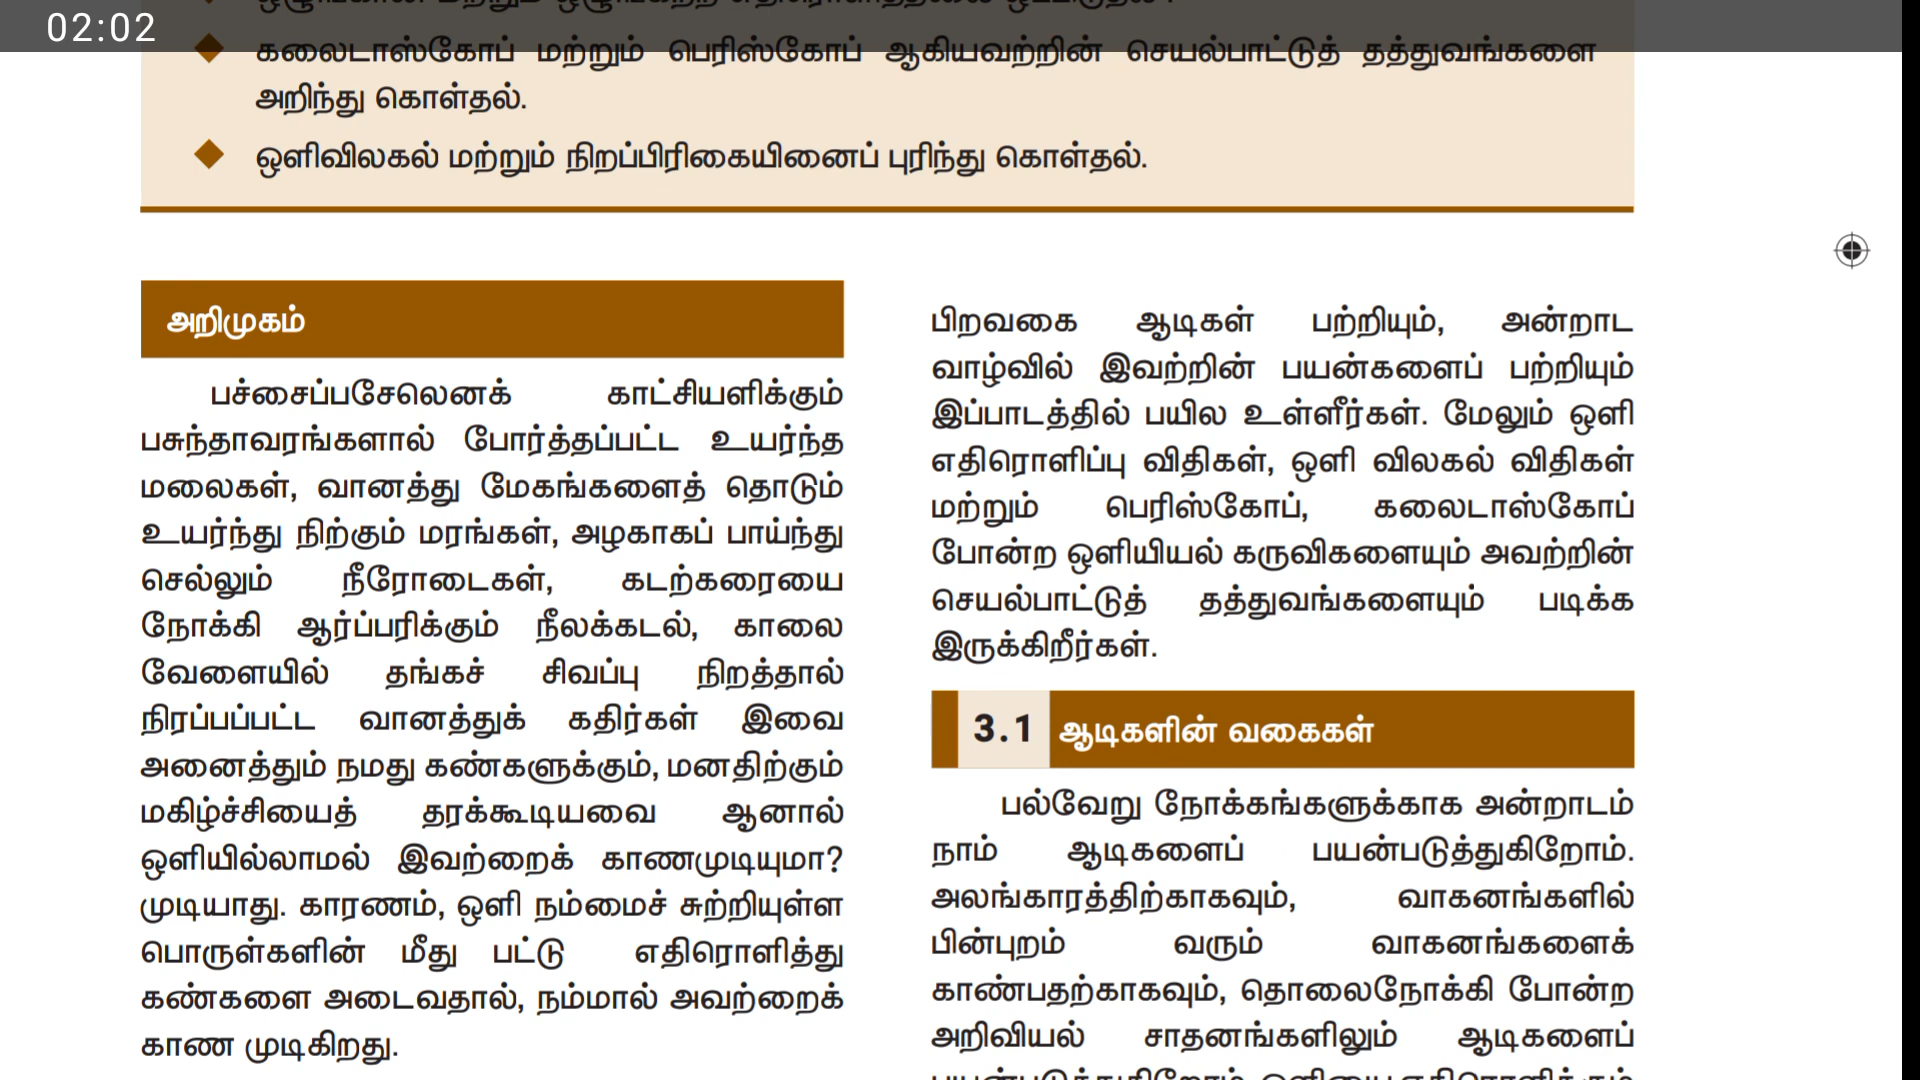 02:02
கலைடாஸ்கோப் மற்றும் பெரிஸ்கோப் ஆகியவற்றின் செயல்பாட்டுத் தத்துவங்களை
அறிந்து கொள்தல்.
ஒளிவிலகல் மற்றும் நிறப்பிரிகையினைப் புரிந்து கொள்தல்.
அறிமுகம்
பச்சைப்பசேலெனக் காட்சியளிக்கும்
பசுந்தாவரங்களால் போர்த்தப்பட்ட உயர்ந்த
மலைகள், வானத்து மேகங்களைத் தொடும்
உயர்ந்து நிற்கும் மரங்கள், அழகாகப் பாய்ந்து
செல்லும் நீரோடைகள், கடற்கரையை
நோக்கி ஆர்ப்பரிக்கும் நீலக்கடல், காலை
வேளையில் தங்கச் சிவப்பு நிறத்தால்
நிரப்பப்பட்ட வானத்துக் கதிர்கள் இவை
அனைத்தும் நமது கண்களுக்கும், மனதிற்கும்
மகிழ்ச்சியைத் தரக்கூடியவை ஆனால்
ஒளியில்லாமல் இவற்றைக் காணமுடியுமா?
முடியாது. காரணம், ஒளி நம்மைச் சுற்றியுள்ள
பொருள்களின் மீது பட்டு எதிரொளித்து
கண்களை அடைவதால், நம்மால் அவற்றைக்
காண முடிகிறது.
பிறவகை ஆடிகள் பற்றியும், அன்றாட
வாழ்வில் இவற்றின் பயன்களைப் பற்றியும்
இப்பாடத்தில் பயில உள்ளீர்கள். மேலும் ஒளி
எதிரொளிப்பு விதிகள், ஒளி விலகல் விதிகள்
மற்றும் பெரிஸ்கோப், கலைடாஸ்கோப்
போன்ற ஒளியியல் கருவிகளையும் அவற்றின்
செயல்பாட்டுத் தத்துவங்களையும் படிக்க
இருக்கிறீர்கள்.
3.1 ஆடிகளின் வகைகள்
பல்வேறு நோக்கங்களுக்காக அன்றாடம்
நாம் ஆடிகளைப் பயன்படுத்துகிறோம்.
அலங்காரத்திற்காகவும், வாகனங்களில்
பின்புறம் வரும் வாகனங்களைக்
காண்பதற்காகவும், தொலைநோக்கி போன்ற
அறிவியல் சாதனங்களிலும் ஆடிகளைப்